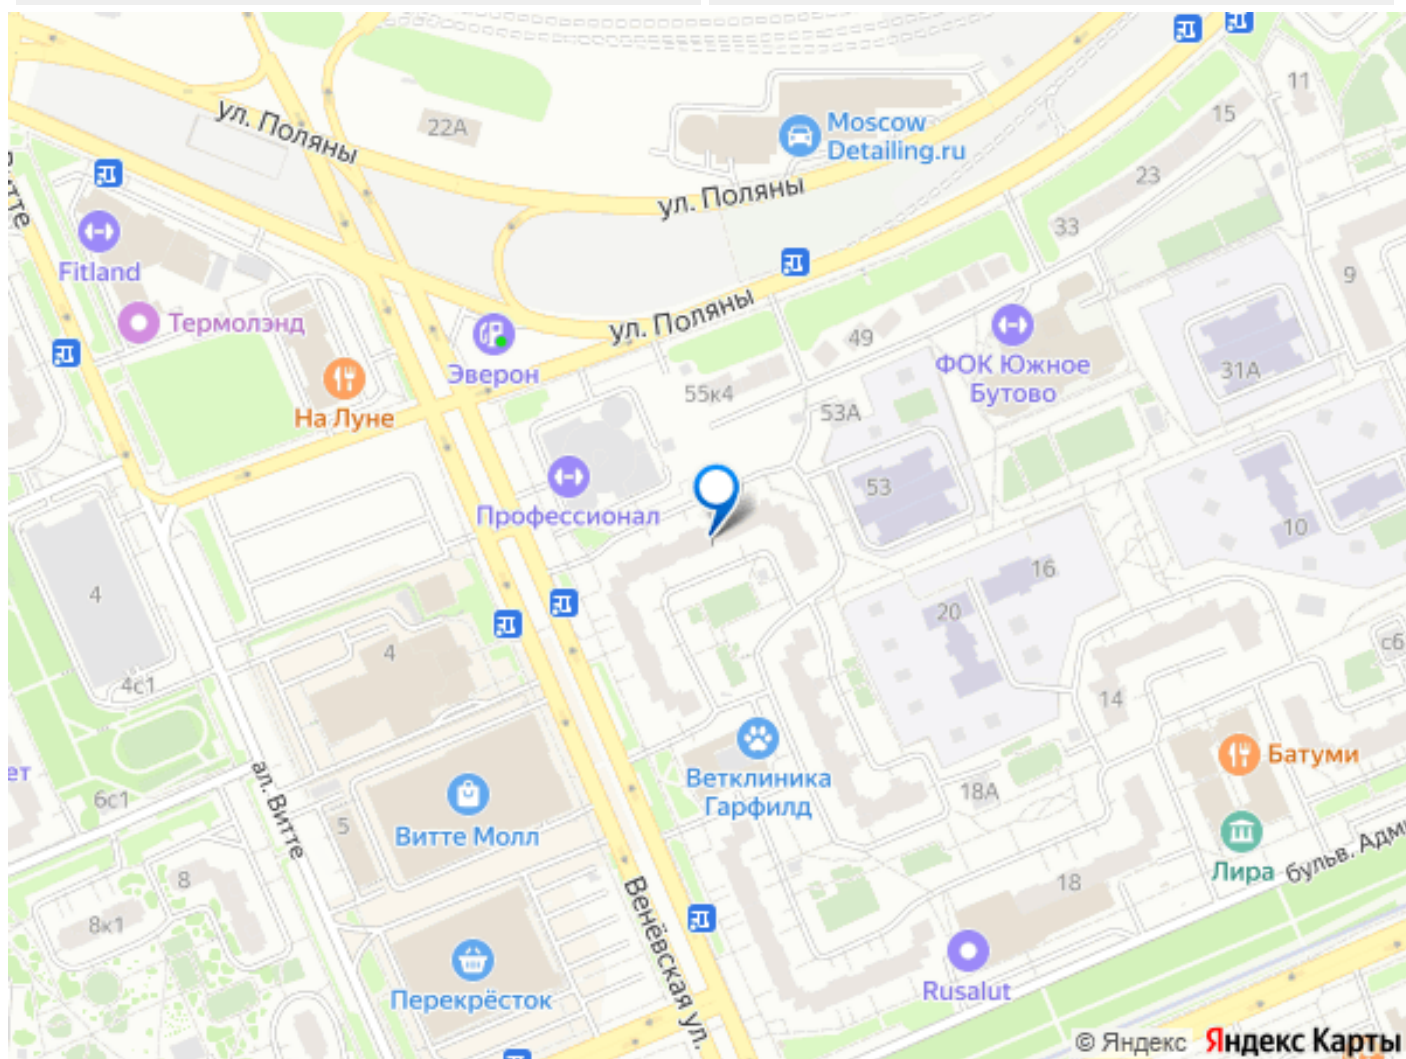 ул. Поляны
22А
Moscow
Detailing.ru
11
15
23
33
ул. Поляны
9
Fitland
Термолэнд
ул. Поляны
Эверон
На Луне
49
ФОК Южное
Бутово
31А
55к4
53А
53
Профессионал
10
16
20
4
4
4с1
14
с6
Ветклиника
Гарфилд
18А
Батуми
6с1
ал. Витте
5
Витте Молл
Лира
бульв. Адми
8
8к1
18
Венёвская ул.
Перекрёсток
Rusalut
© Яндекс Яндекс Карты